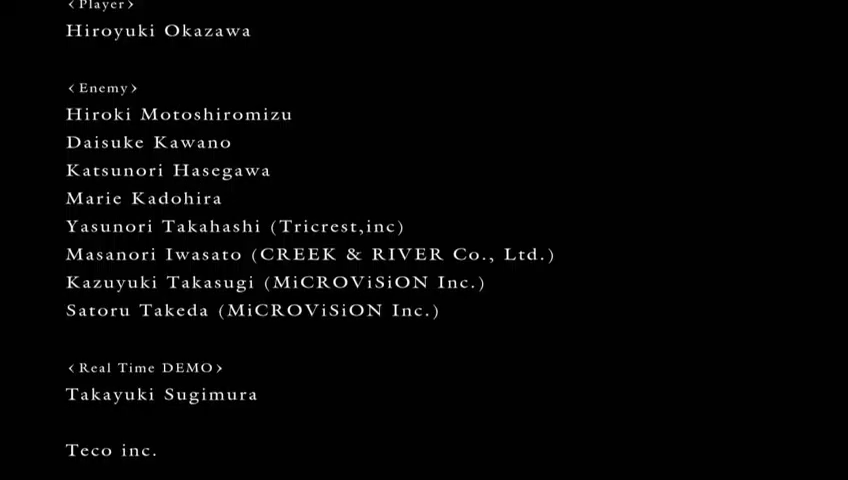 <Player>
Hiroyuki Okazawa
<Enemy>
Hiroki Motoshiromizu
Daisuke Kawano
Katsunori Hasegawa
Marie Kadohira
Yasunori Takahashi (Tricrest,inc)
Masanori Iwasato (CREEK & RIVER Co., Ltd.)
Kazuyuki Takasugi (MiCROViSiON Inc.)
Satoru Takeda (MiCROViSiON Inc.)
<Real Time DEMO>
Takayuki Sugimura
Teco inc.